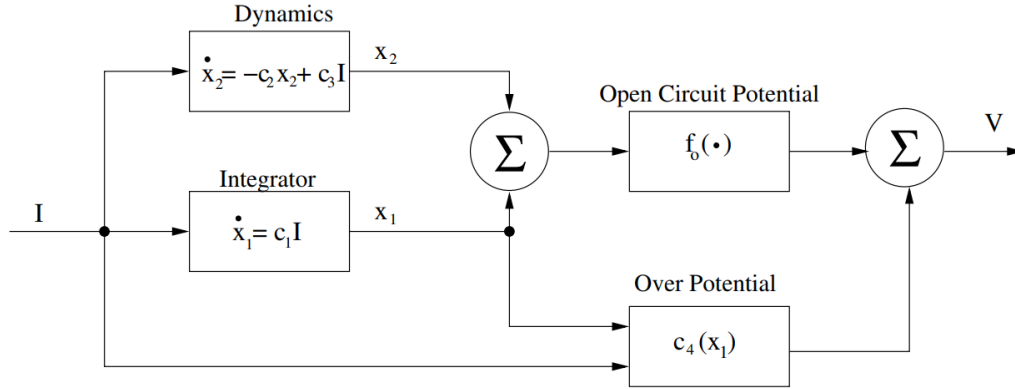 Dynamics
ẋ₂ = −c₂x₂ + c₃I
x₂
Open Circuit Potential
fₒ(•)
Σ
Σ
V
Integrator
I
ẋ₁ = c₁I
x₁
Over Potential
c₄(x₁)